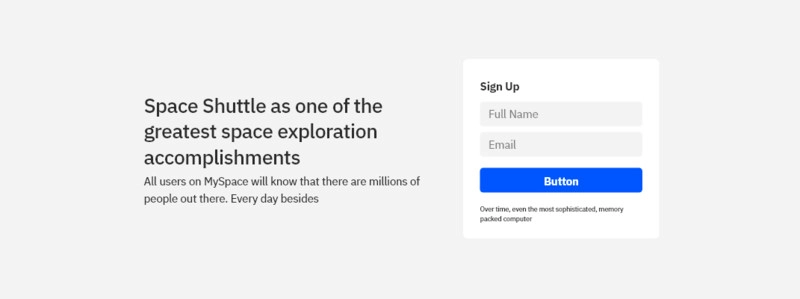 Space Shuttle as one of the
greatest space exploration
accomplishments
All users on MySpace will know that there are millions of
people out there. Every day besides
Sign Up
Full Name
Email
Button
Over time, even the most sophisticated, memory
packed computer